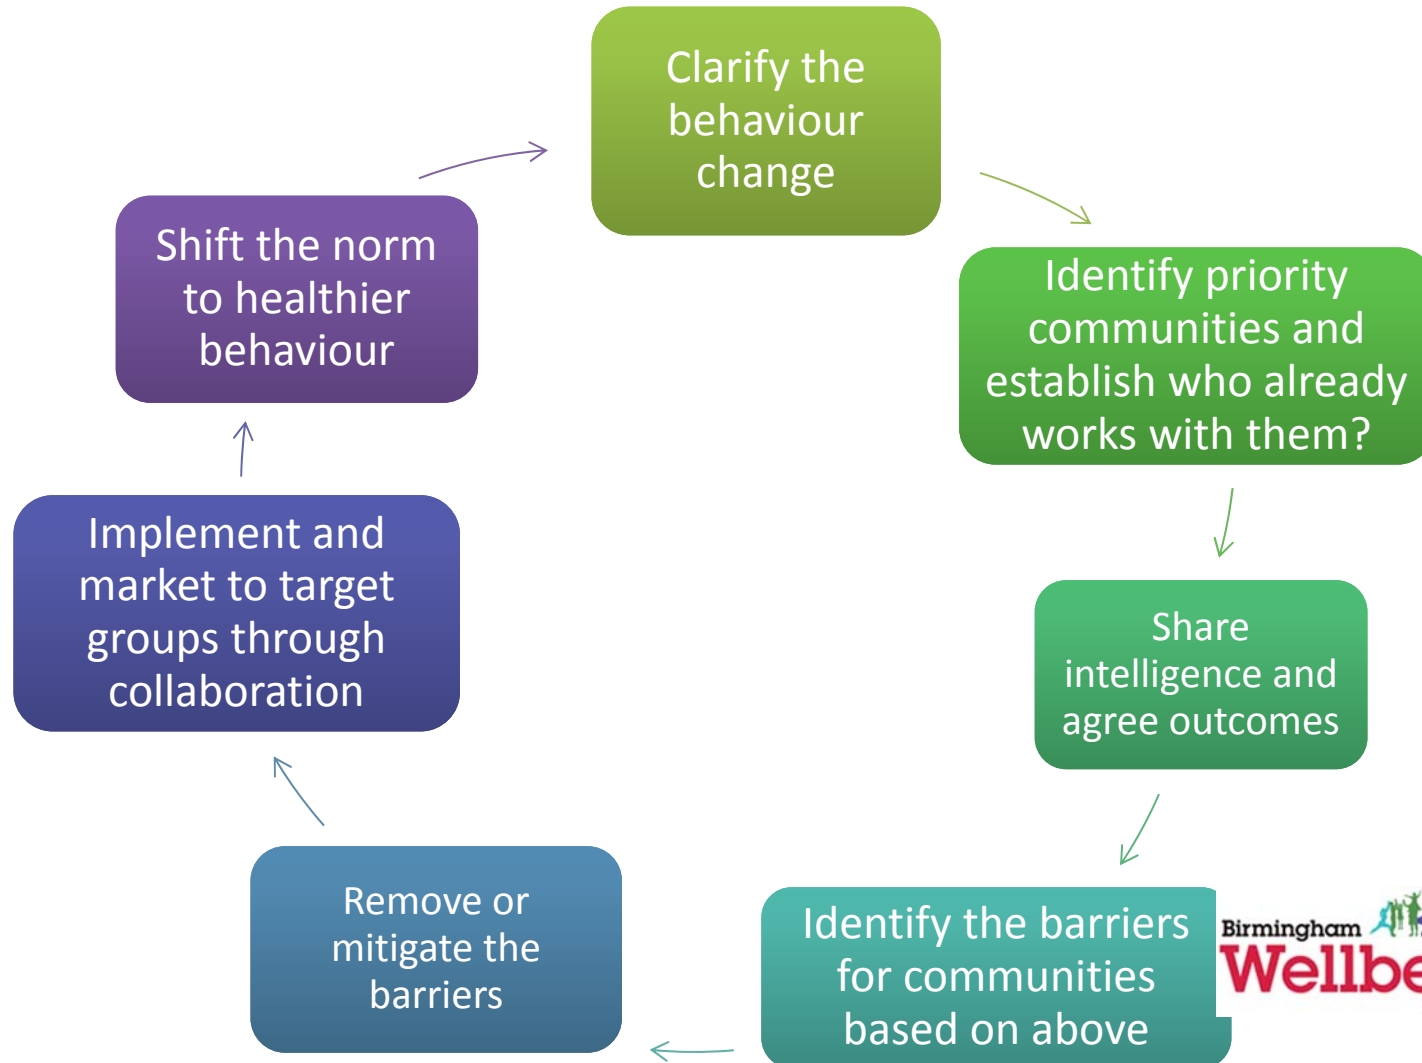 Clarify the
behaviour
change
Identify priority
communities and
establish who already
works with them?
Share
intelligence and
agree outcomes
Identify the barriers
for communities
based on above
Remove or
mitigate the
barriers
Implement and
market to target
groups through
collaboration
Shift the norm
to healthier
behaviour
Birmingham
Wellbe